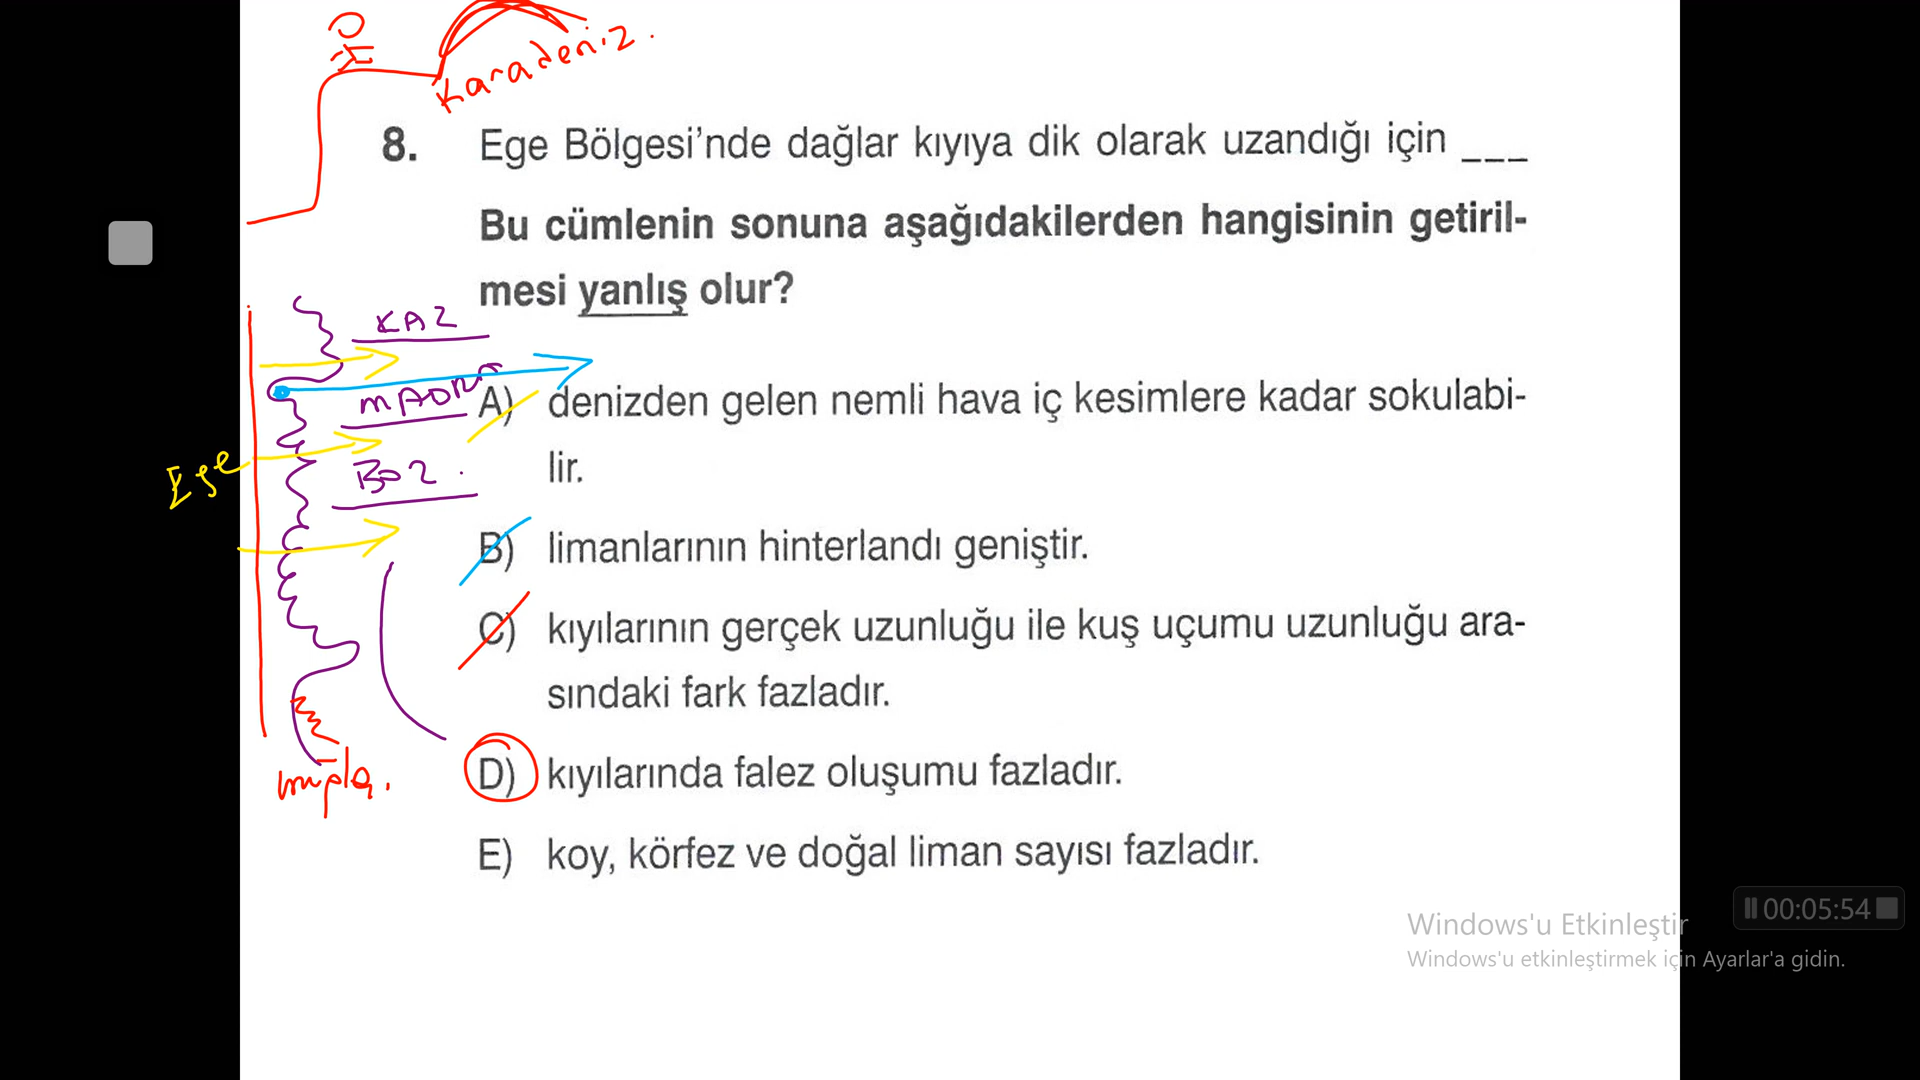 Karadeniz.
8. Ege Bölgesi'nde dağlar kıyıya dik olarak uzandığı için ___
Bu cümlenin sonuna aşağıdakilerden hangisinin getiril-
mesi yanlış olur?
KAZ
MADRA
A) denizden gelen nemli hava iç kesimlere kadar sokulabi-
lir.
Ege
BOZ.
B) limanlarının hinterlandı geniştir.
C) kıyılarının gerçek uzunluğu ile kuş uçumu uzunluğu ara-
sındaki fark fazladır.
D) kıyılarında falez oluşumu fazladır.
E) koy, körfez ve doğal liman sayısı fazladır.
00:05:54
Windows'u Etkinleştir
Windows'u etkinleştirmek için Ayarlar'a gidin.